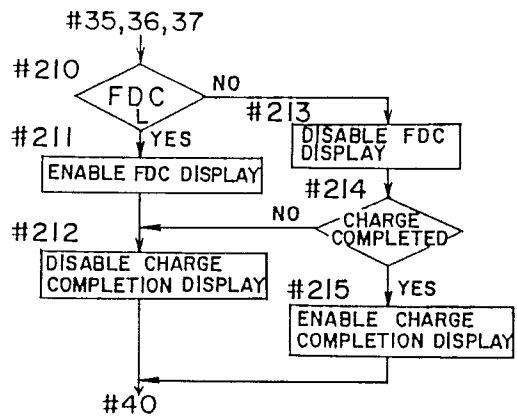 #35,36,37
#210
FDC
L
NO
#213
#211
YES
DISABLE FDC
DISPLAY
ENABLE FDC DISPLAY
#214
NO
CHARGE
COMPLETED
#212
DISABLE CHARGE
COMPLETION DISPLAY
#215
YES
ENABLE CHARGE
COMPLETION DISPLAY
#40